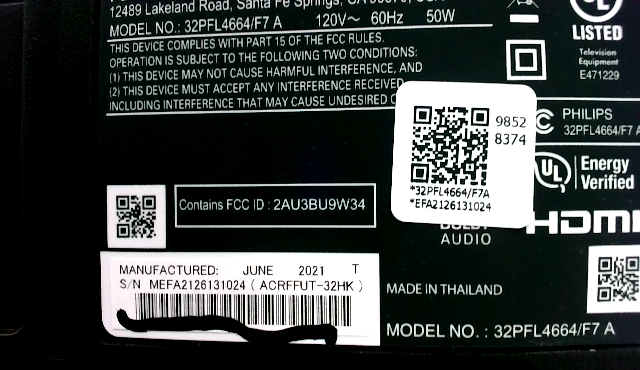 12489 Lakeland Road, Santa Fe Springs, CA
MODEL NO.: 32PFL4664/F7 A 120V~ 60Hz 50W
THIS DEVICE COMPLIES WITH PART 15 OF THE FCC RULES.
OPERATION IS SUBJECT TO THE FOLLOWING TWO CONDITIONS:
(1) THIS DEVICE MAY NOT CAUSE HARMFUL INTERFERENCE, AND
(2) THIS DEVICE MUST ACCEPT ANY INTERFERENCE RECEIVED,
INCLUDING INTERFERENCE THAT MAY CAUSE UNDESIRED
UL
LISTED
Television
Equipment
E471229
9852
8374
*32PFL4664/F7A
*EFA2126131024
PHILIPS
32PFL4664/F7 A
UL
Energy
Verified
HDMI
AUDIO
Contains FCC ID : 2AU3BU9W34
MANUFACTURED: JUNE 2021 T
S/N MEFA2126131024 ( ACRFFUT-32HK )
MADE IN THAILAND
MODEL NO. : 32PFL4664/F7 A